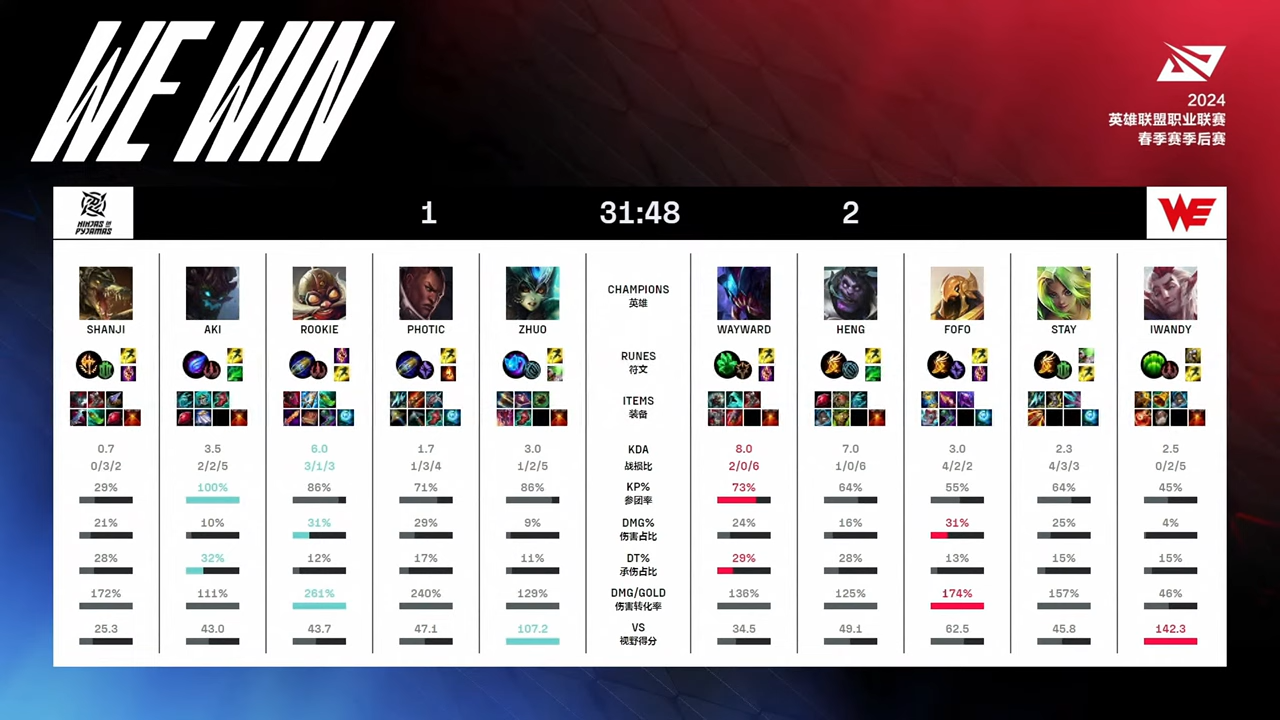 WE WIN
2024
英雄联盟职业联赛
春季赛季后赛
NINJAS IN
PYJAMAS
1 31:48 2
WE
CHAMPIONS
英雄
SHANJI AKI ROOKIE PHOTIC ZHUO WAYWARD HENG FOFO STAY IWANDY
RUNES
符文
ITEMS
装备
0.7 3.5 6.0 1.7 3.0 KDA 8.0 7.0 3.0 2.3 2.5
0/3/2 2/2/5 3/1/3 1/3/4 1/2/5 战损比 2/0/6 1/0/6 4/2/2 4/3/3 0/2/5
29% 100% 86% 71% 86% KP% 73% 64% 55% 64% 45%
参团率
21% 10% 31% 29% 9% DMG% 24% 16% 31% 25% 4%
伤害占比
28% 32% 12% 17% 11% DT% 29% 28% 13% 15% 15%
承伤占比
172% 111% 261% 240% 129% DMG/GOLD 136% 125% 174% 157% 46%
伤害转化率
25.3 43.0 43.7 47.1 107.2 VS 34.5 49.1 62.5 45.8 142.3
视野得分